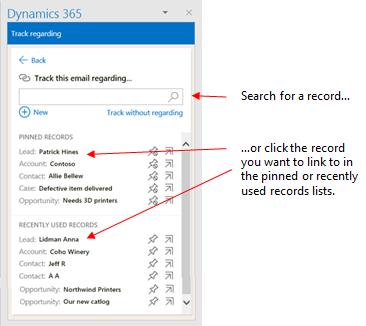 Dynamics 365
Track regarding
Back
Track this email regarding...
New Track without regarding
PINNED RECORDS
Lead: Patrick Hines
Account: Contoso
Contact: Allie Bellew
Case: Defective item delivered
Opportunity: Needs 3D printers
RECENTLY USED RECORDS
Lead: Lidman Anna
Account: Coho Winery
Contact: Jeff R
Contact: A A
Opportunity: Northwind Printers
Opportunity: Our new catlog
Search for a record...
...or click the record
you want to link to in
the pinned or recently
used records lists.